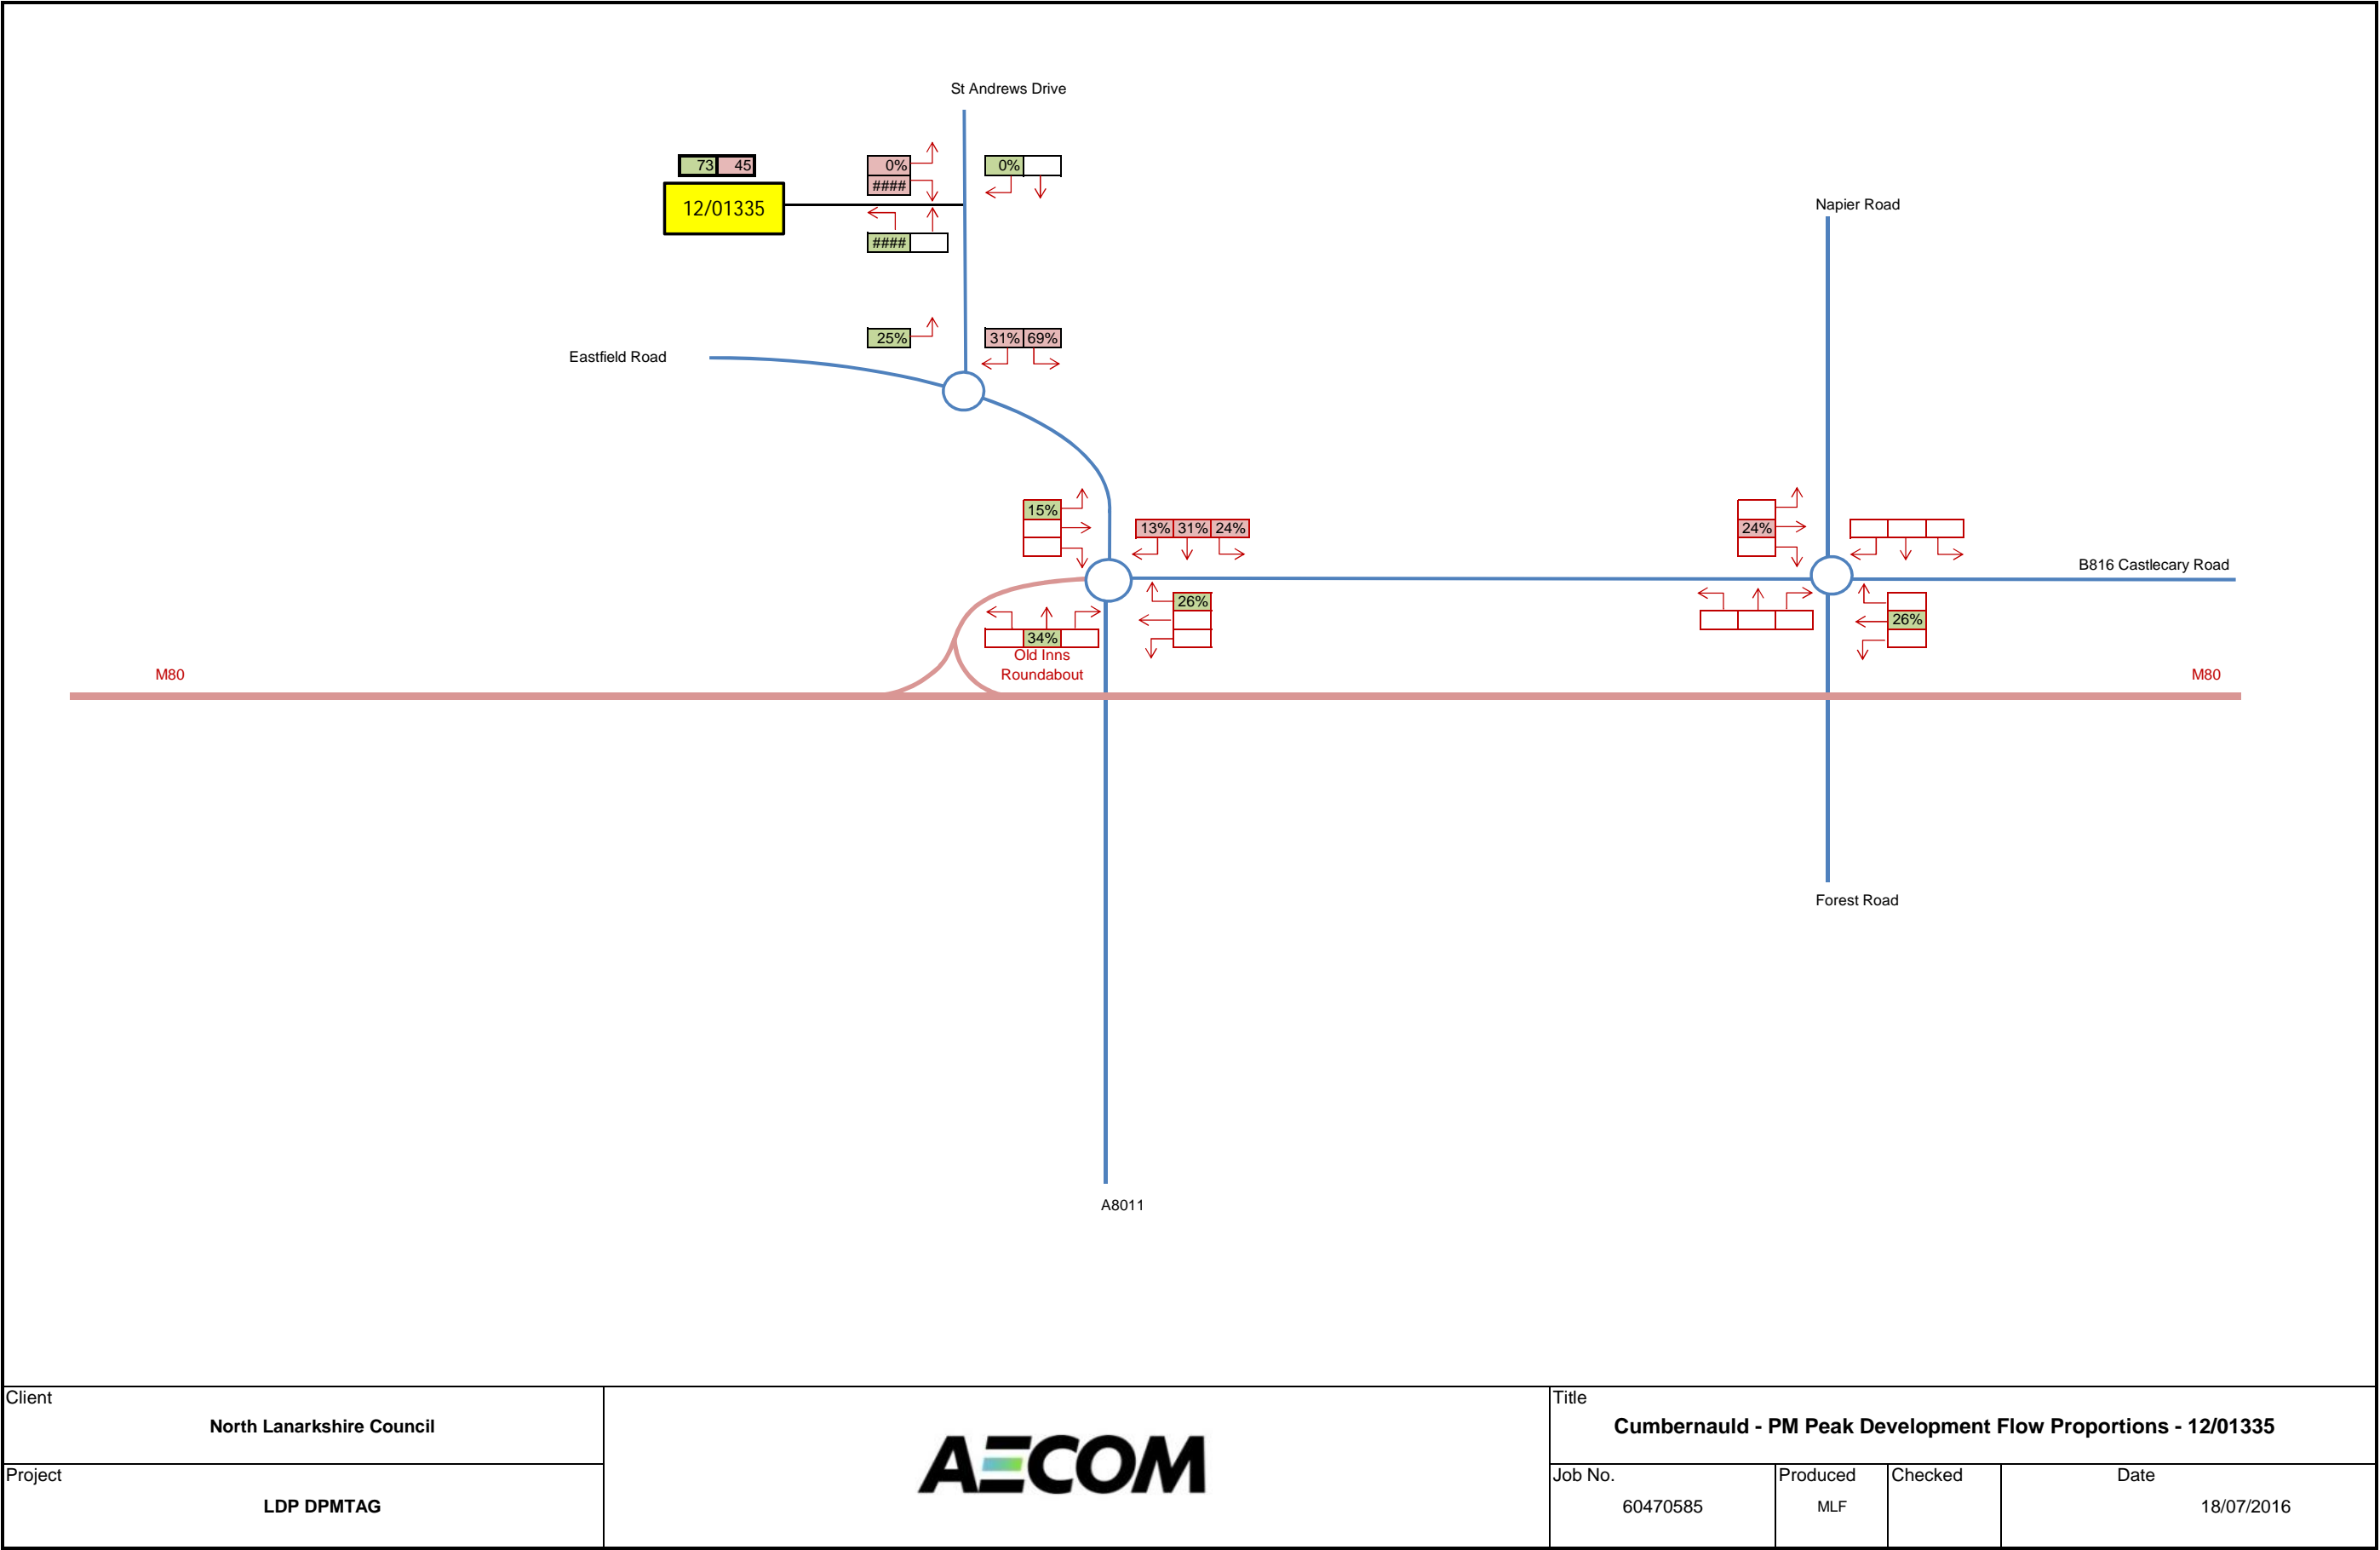 St Andrews Drive
73 45
0%
####
0%
12/01335
####
Napier Road
25%
31% 69%
Eastfield Road
15%
13% 31% 24%
24%
B816 Castlecary Road
26%
34%
26%
Old Inns
Roundabout
M80
M80
Forest Road
A8011
Client
North Lanarkshire Council
Project
LDP DPMTAG
AECOM
Title
Cumbernauld - PM Peak Development Flow Proportions - 12/01335
Job No.
60470585
Produced
MLF
Checked
Date
18/07/2016